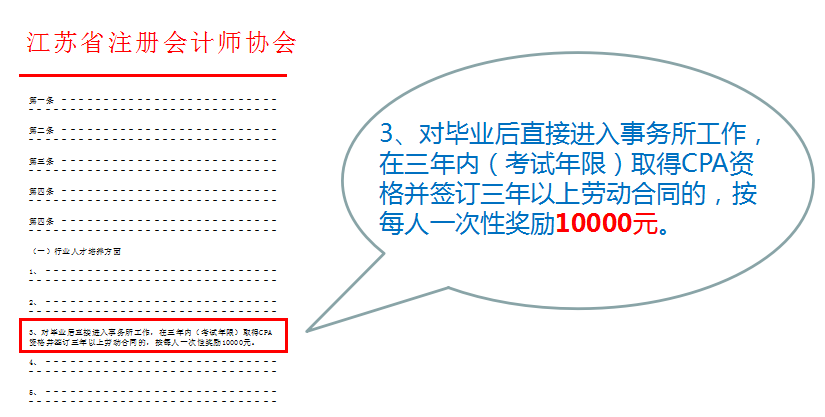 江苏省注册会计师协会
第一条
第二条
第三条
第四条
第四条
（一）行业人才培养方面
1、
2、
3、对毕业后直接进入事务所工作，在三年内（考试年限）取得CPA
资格并签订三年以上劳动合同的，按每人一次性奖励10000元。
4、
5、
3、对毕业后直接进入事务所工作，
在三年内（考试年限）取得CPA资
格并签订三年以上劳动合同的，按
每人一次性奖励10000元。